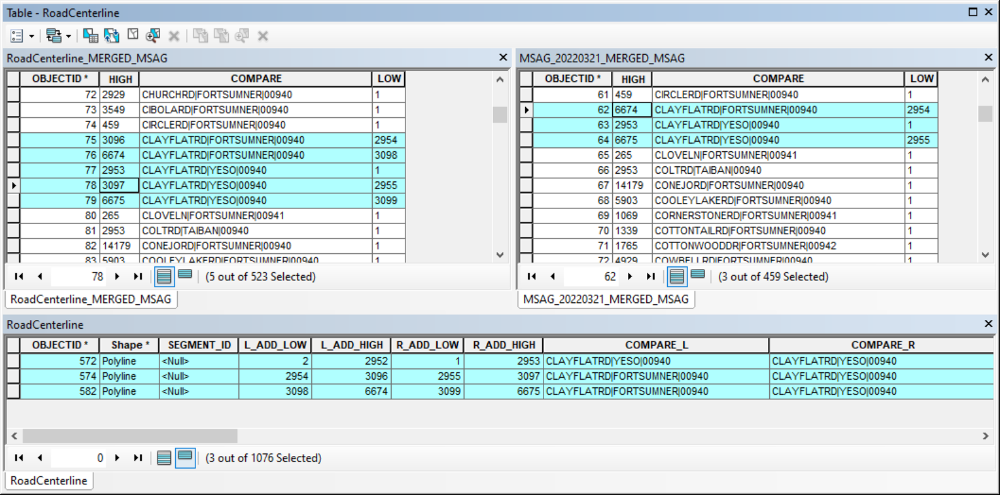 Table - RoadCenterline
RoadCenterline_MERGED_MSAG
OBJECTID * HIGH COMPARE LOW
72 2929 CHURCHRD|FORTSUMNER|00940 1
73 3549 CIBOLARD|FORTSUMNER|00940 1
74 459 CIRCLERD|FORTSUMNER|00940 1
75 3096 CLAYFLATRD|FORTSUMNER|00940 2954
76 6674 CLAYFLATRD|FORTSUMNER|00940 3098
77 2953 CLAYFLATRD|YESO|00940 1
78 3097 CLAYFLATRD|YESO|00940 2955
79 6675 CLAYFLATRD|YESO|00940 3099
80 265 CLOVELN|FORTSUMNER|00941 1
81 2953 COLTRD|TAIBAN|00940 1
82 14179 CONEJORD|FORTSUMNER|00940 1
83 5903 COOLEYLAKERD|FORTSUMNER|00940 1
78 (5 out of 523 Selected)
RoadCenterline_MERGED_MSAG
MSAG_20220321_MERGED_MSAG
OBJECTID * HIGH COMPARE LOW
61 459 CIRCLERD|FORTSUMNER|00940 1
62 6674 CLAYFLATRD|FORTSUMNER|00940 2954
63 2953 CLAYFLATRD|YESO|00940 1
64 6675 CLAYFLATRD|YESO|00940 2955
65 265 CLOVELN|FORTSUMNER|00941 1
66 2953 COLTRD|TAIBAN|00940 1
67 14179 CONEJORD|FORTSUMNER|00940 1
68 5903 COOLEYLAKERD|FORTSUMNER|00940 1
69 1069 CORNERSTONERD|FORTSUMNER|00941 1
70 1339 COTTONTAILRD|FORTSUMNER|00940 1
71 1765 COTTONWOODDR|FORTSUMNER|00942 1
72 4929 COWBELLRD|FORTSUMNER|00940 1
62 (3 out of 459 Selected)
MSAG_20220321_MERGED_MSAG
RoadCenterline
OBJECTID * Shape * SEGMENT_ID L_ADD_LOW L_ADD_HIGH R_ADD_LOW R_ADD_HIGH COMPARE_L COMPARE_R
572 Polyline <Null> 2 2952 1 2953 CLAYFLATRD|YESO|00940 CLAYFLATRD|YESO|00940
574 Polyline <Null> 2954 3096 2955 3097 CLAYFLATRD|FORTSUMNER|00940 CLAYFLATRD|YESO|00940
582 Polyline <Null> 3098 6674 3099 6675 CLAYFLATRD|FORTSUMNER|00940 CLAYFLATRD|YESO|00940
0 (3 out of 1076 Selected)
RoadCenterline